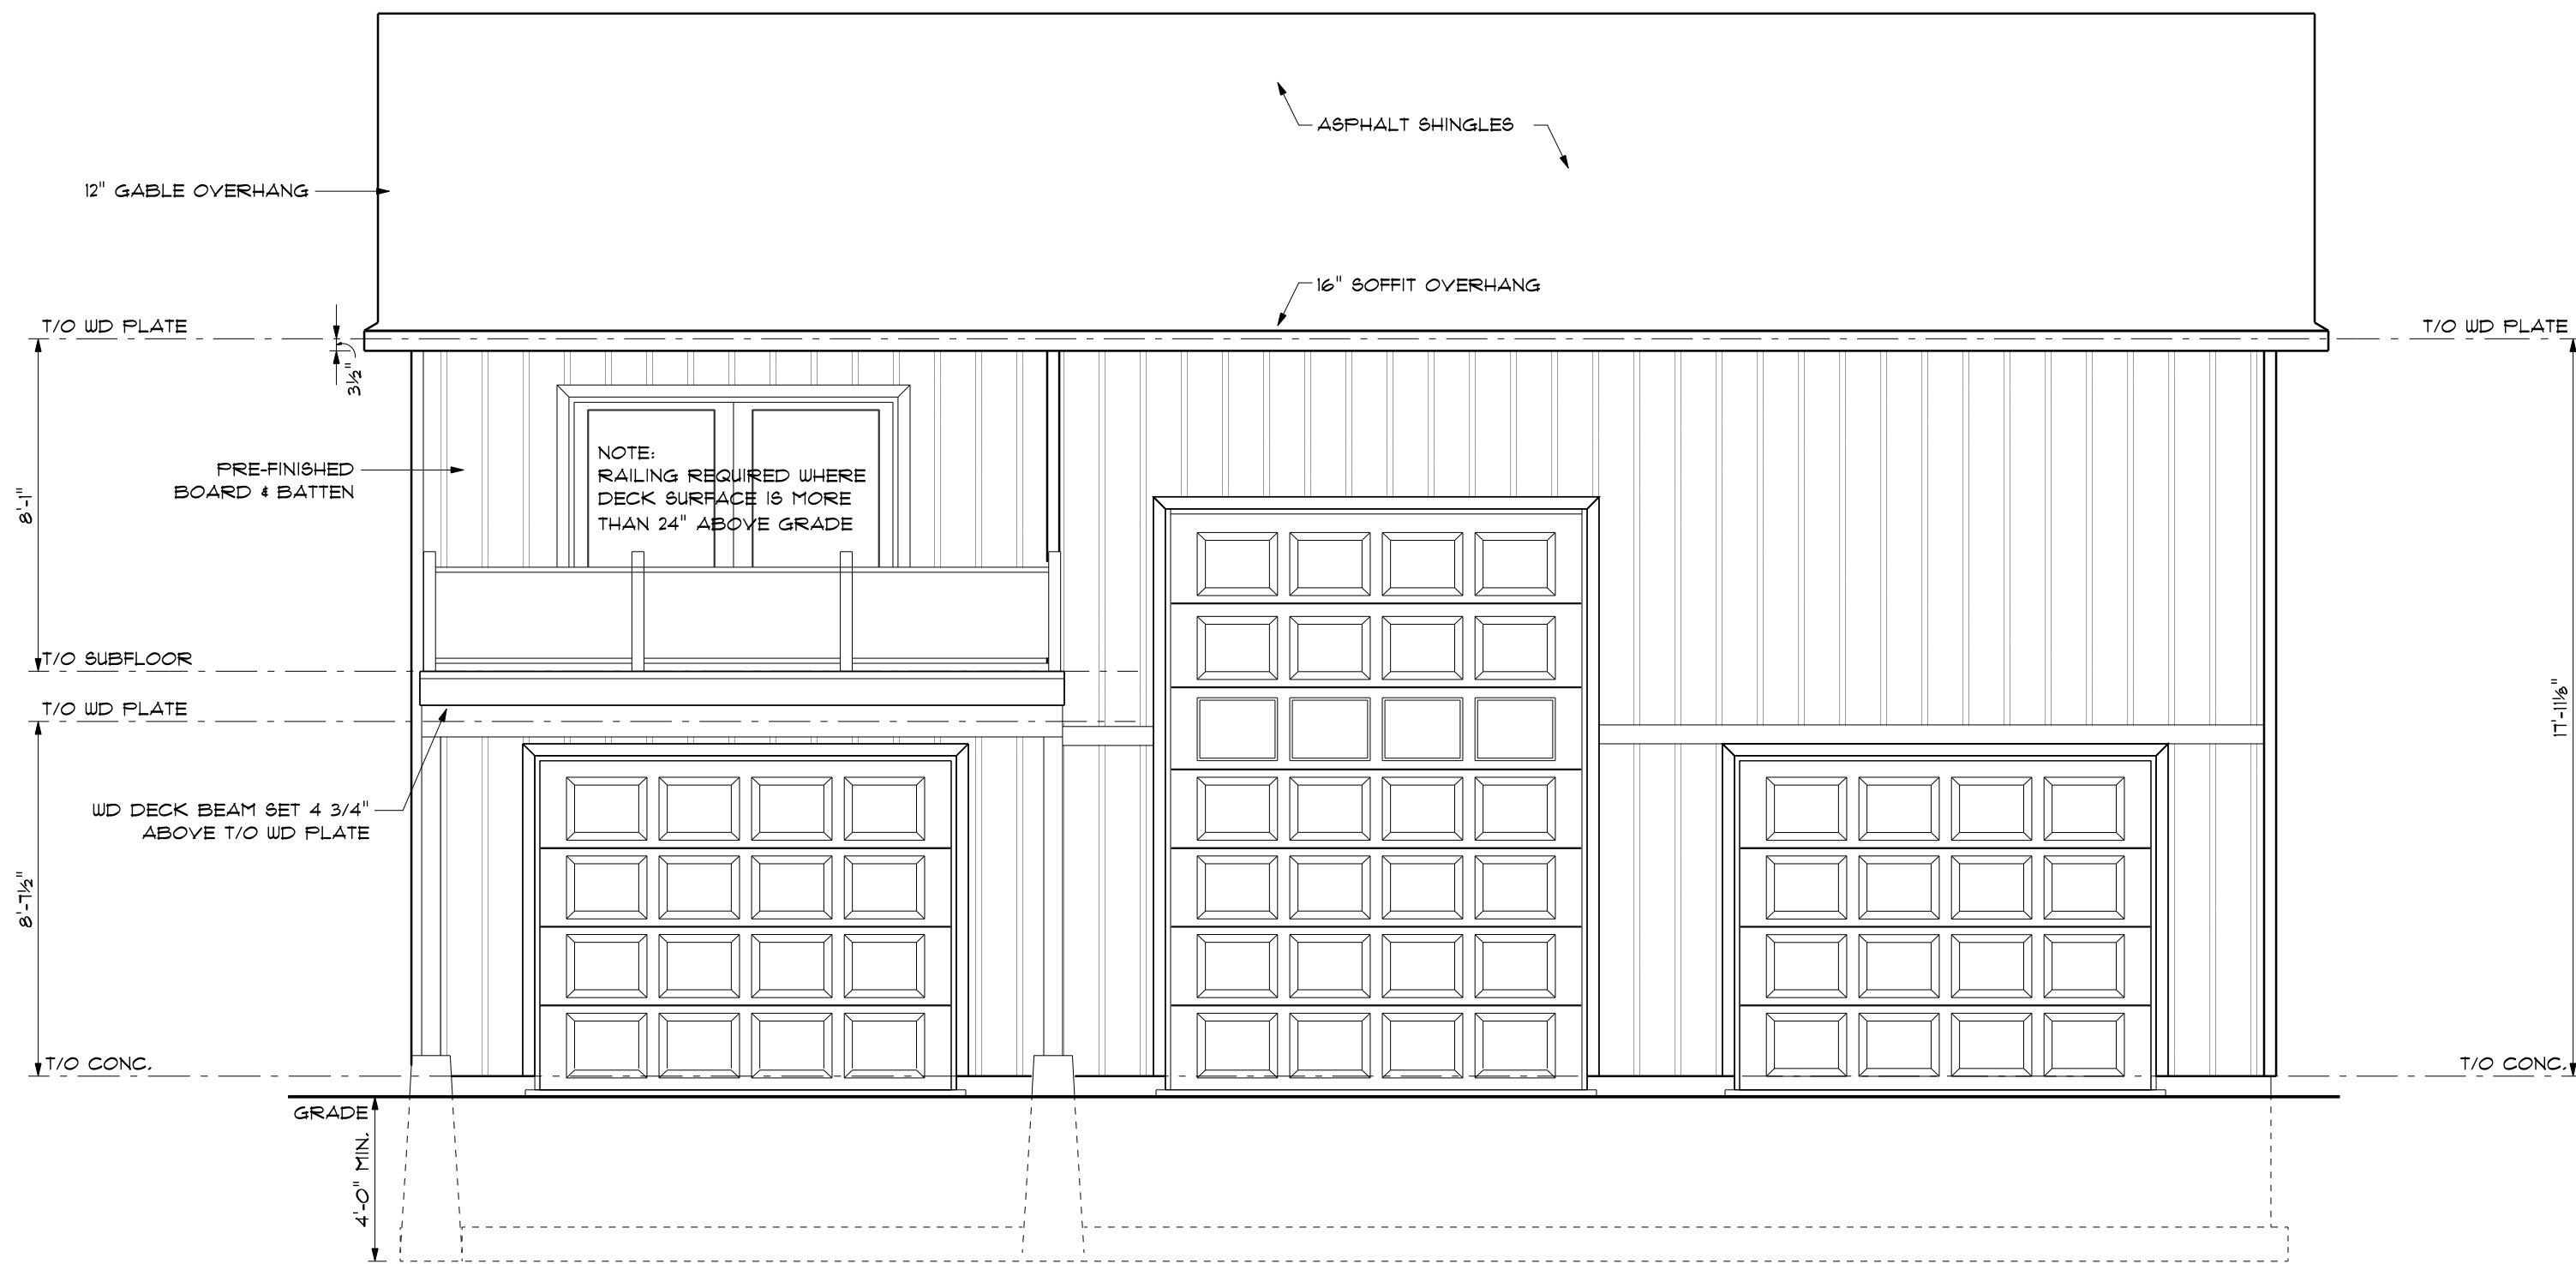 ASPHALT SHINGLES
12" GABLE OVERHANG
16" SOFFIT OVERHANG
T/O WD PLATE
T/O WD PLATE
3½"
NOTE:
RAILING REQUIRED WHERE
DECK SURFACE IS MORE
THAN 24" ABOVE GRADE
PRE-FINISHED
BOARD & BATTEN
8'-1"
T/O SUBFLOOR
T/O WD PLATE
17'-11⅛"
WD DECK BEAM SET 4 3/4"
ABOVE T/O WD PLATE
8'-7½"
T/O CONC.
T/O CONC.
GRADE
4'-0" MIN.